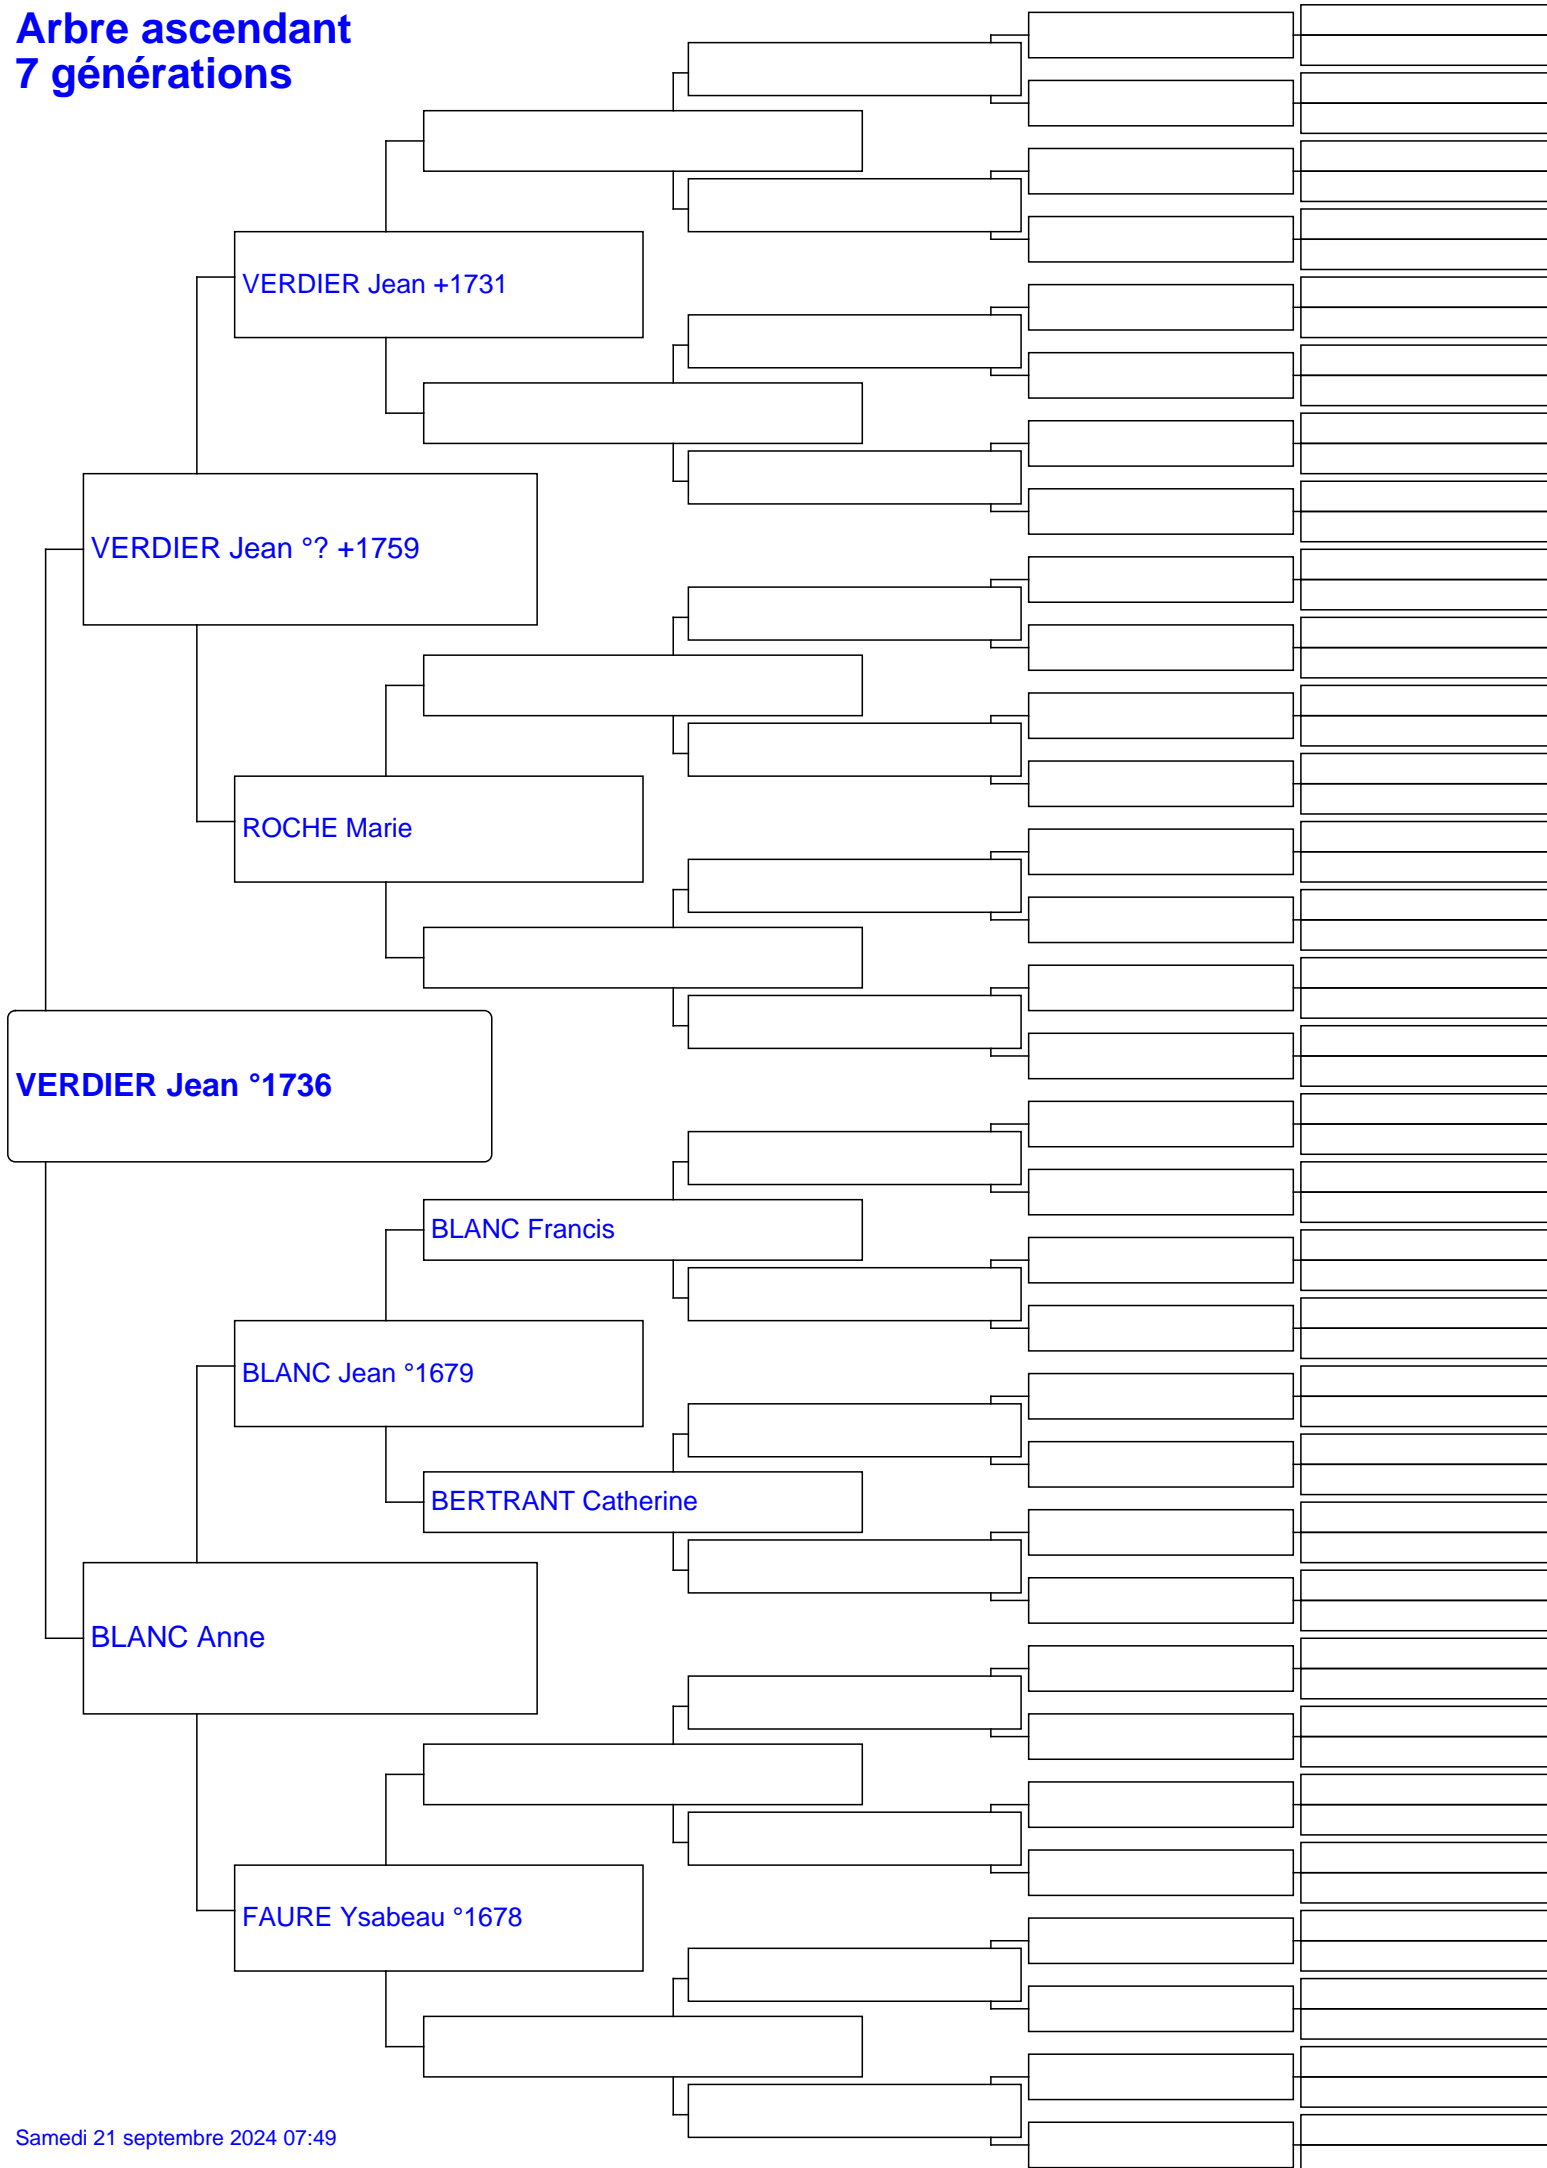 Arbre ascendant
7 générations
VERDIER Jean +1731
VERDIER Jean °? +1759
ROCHE Marie
VERDIER Jean °1736
BLANC Francis
BLANC Jean °1679
BERTRANT Catherine
BLANC Anne
FAURE Ysabeau °1678
Samedi 21 septembre 2024 07:49